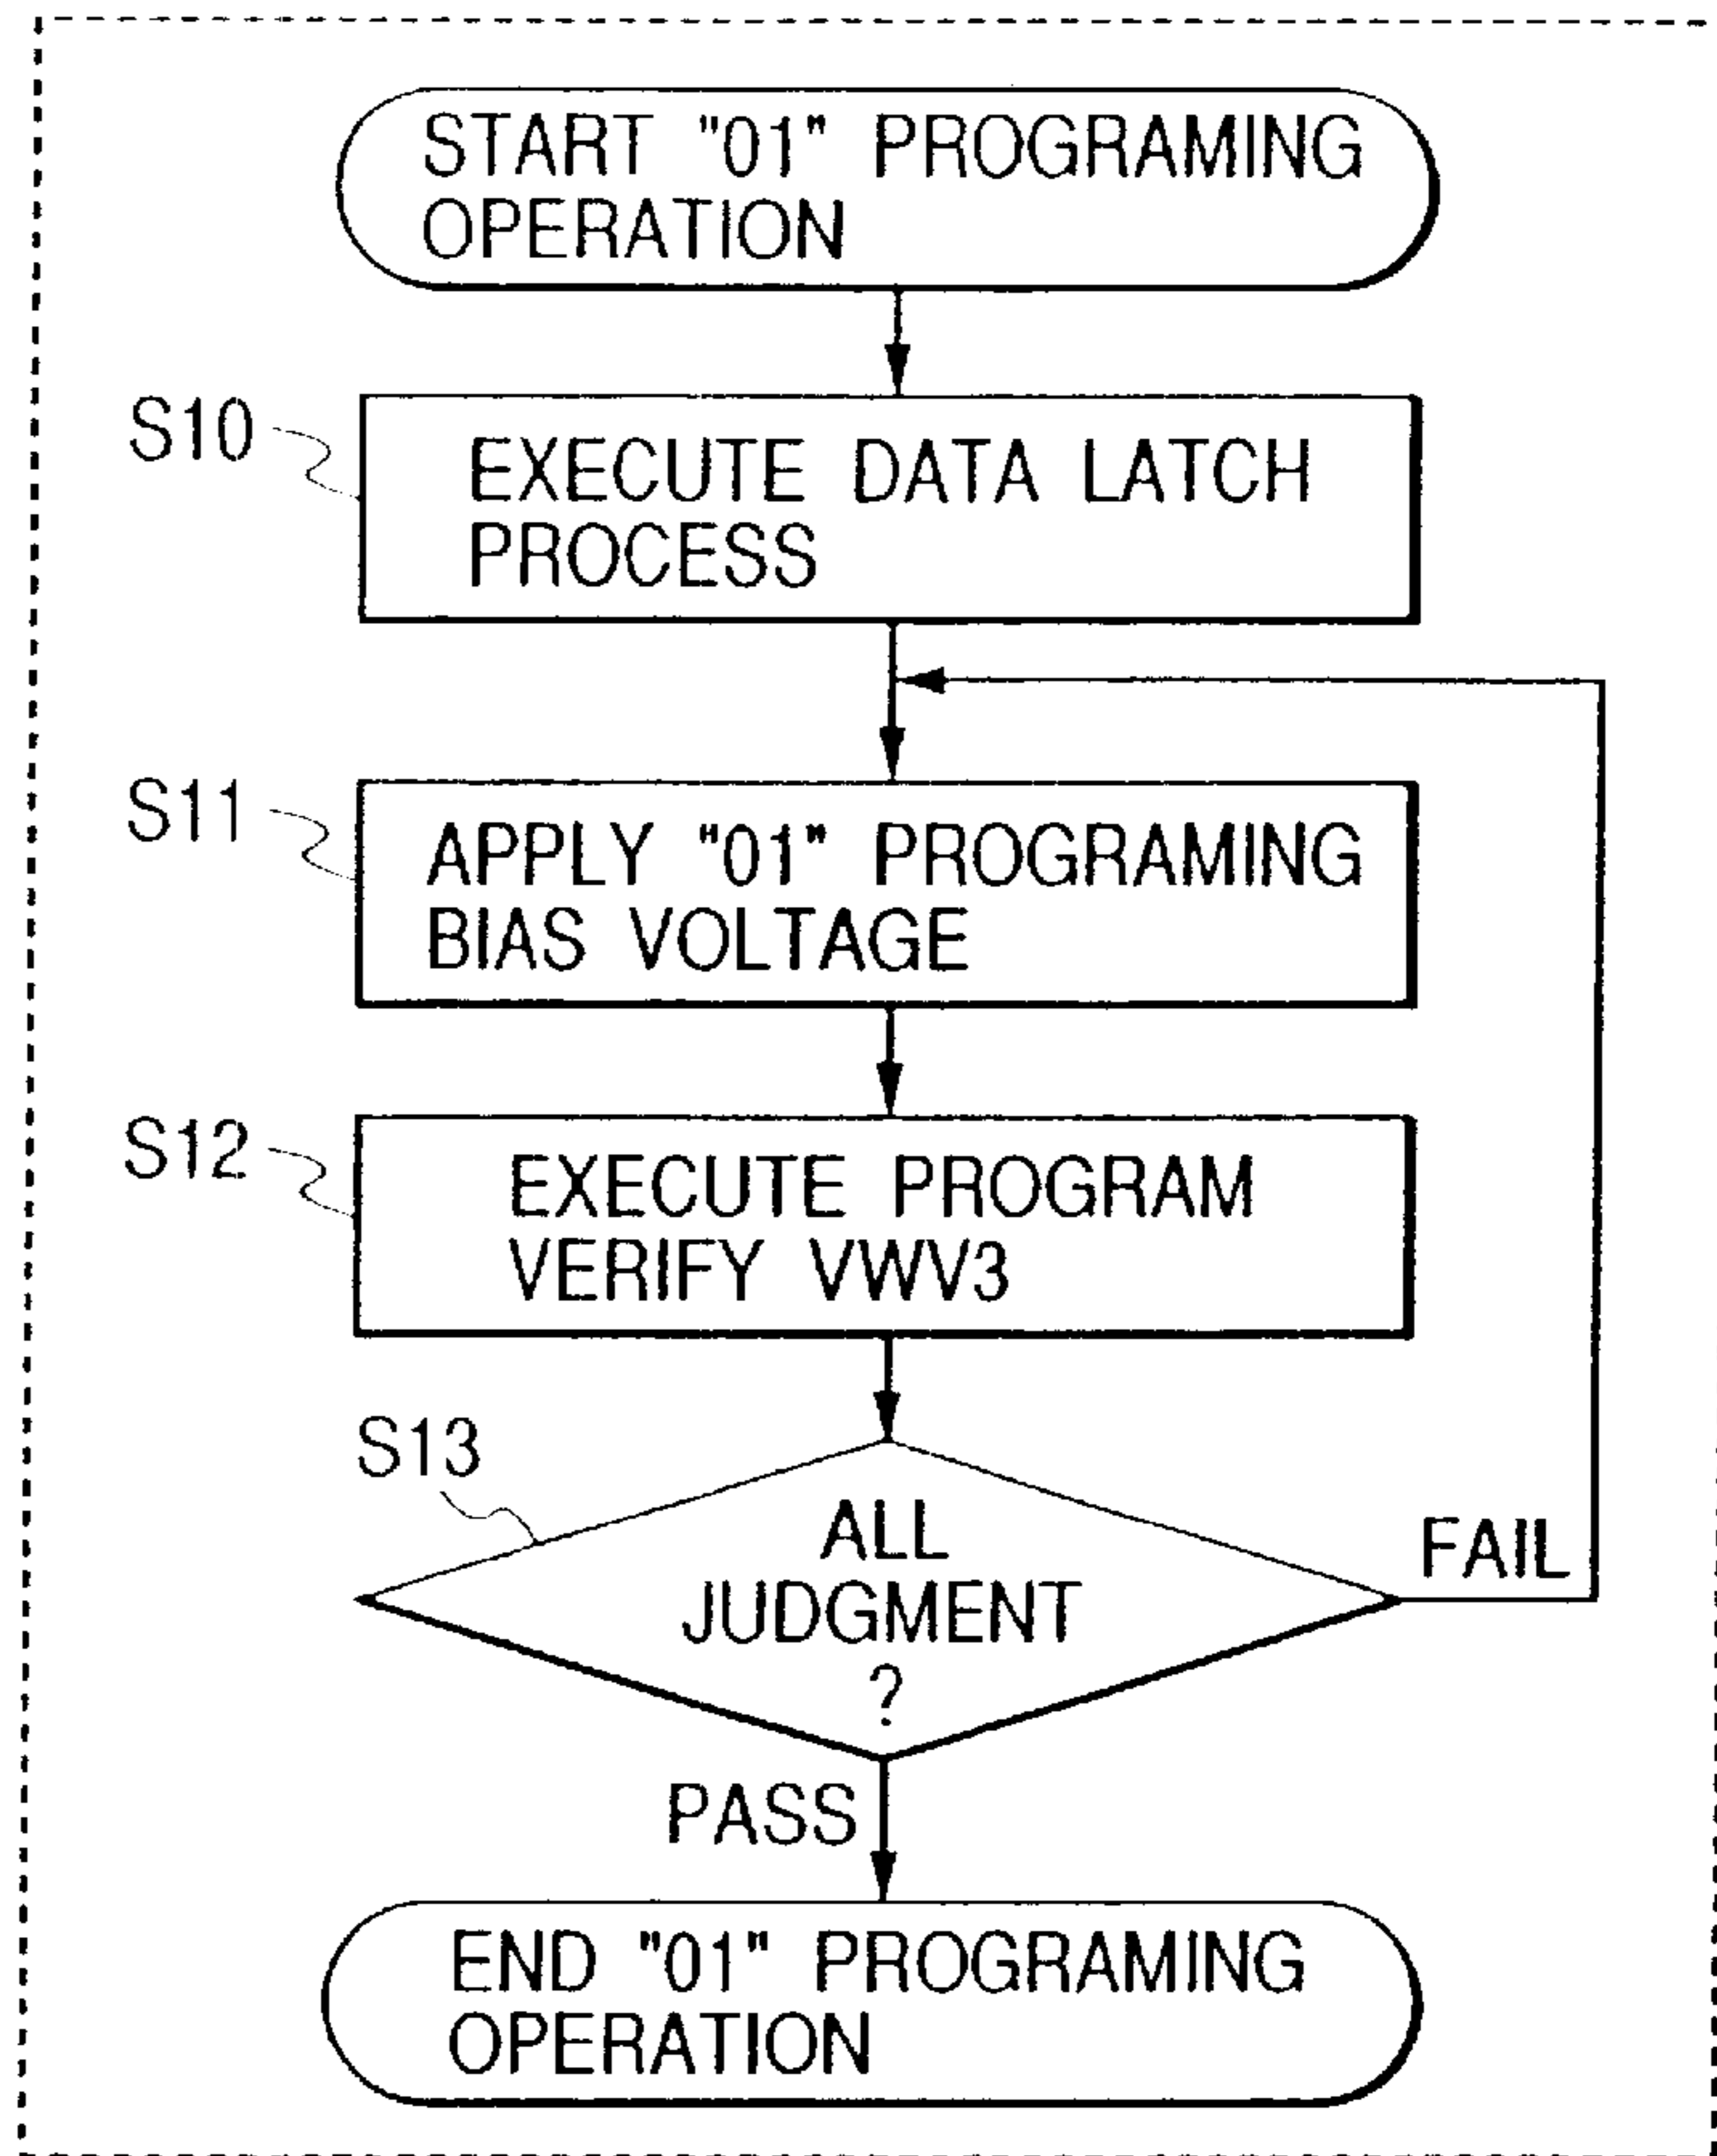 START "01" PROGRAMING
OPERATION
S10
EXECUTE DATA LATCH
PROCESS
S11
APPLY "01" PROGRAMING
BIAS VOLTAGE
S12
EXECUTE PROGRAM
VERIFY VWV3
S13
ALL
JUDGMENT
?
FAIL
PASS
END "01" PROGRAMING
OPERATION